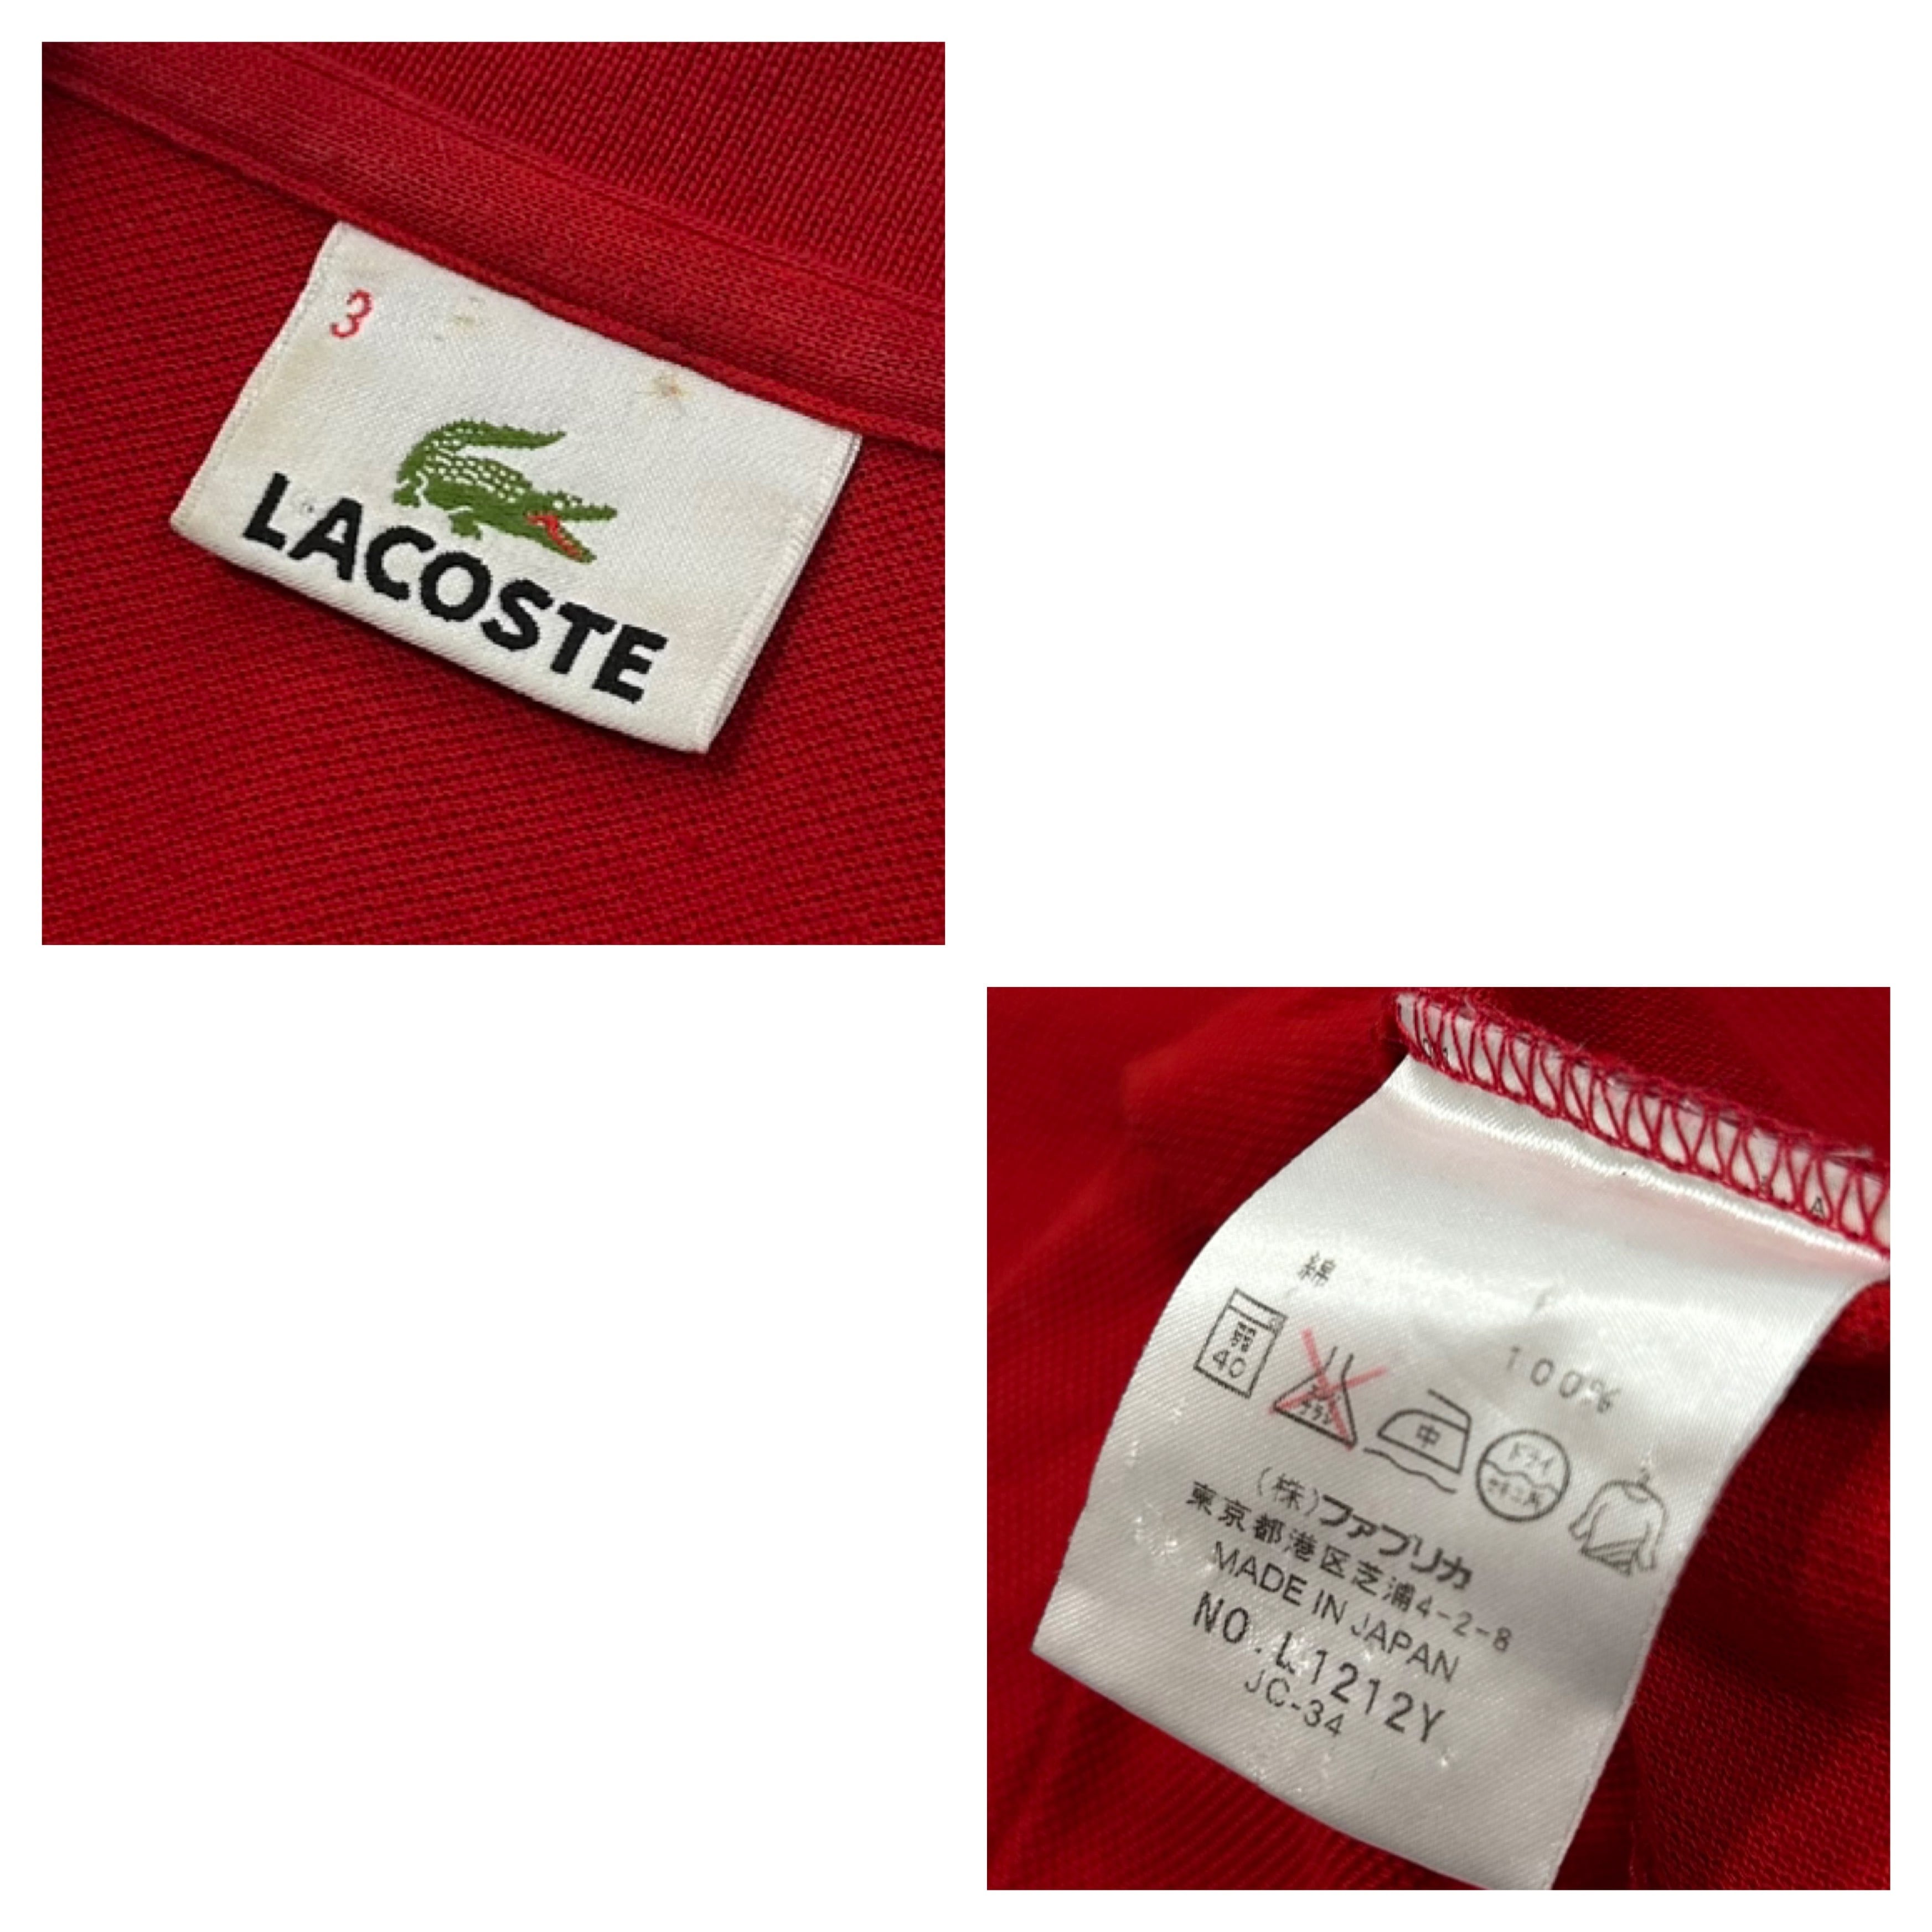 3
LACOSTE
綿
100%
40
中
ドライ
(株)ファブリカ
東京都港区芝浦4-2-8
MADE IN JAPAN
NO.L1212Y
JC-34